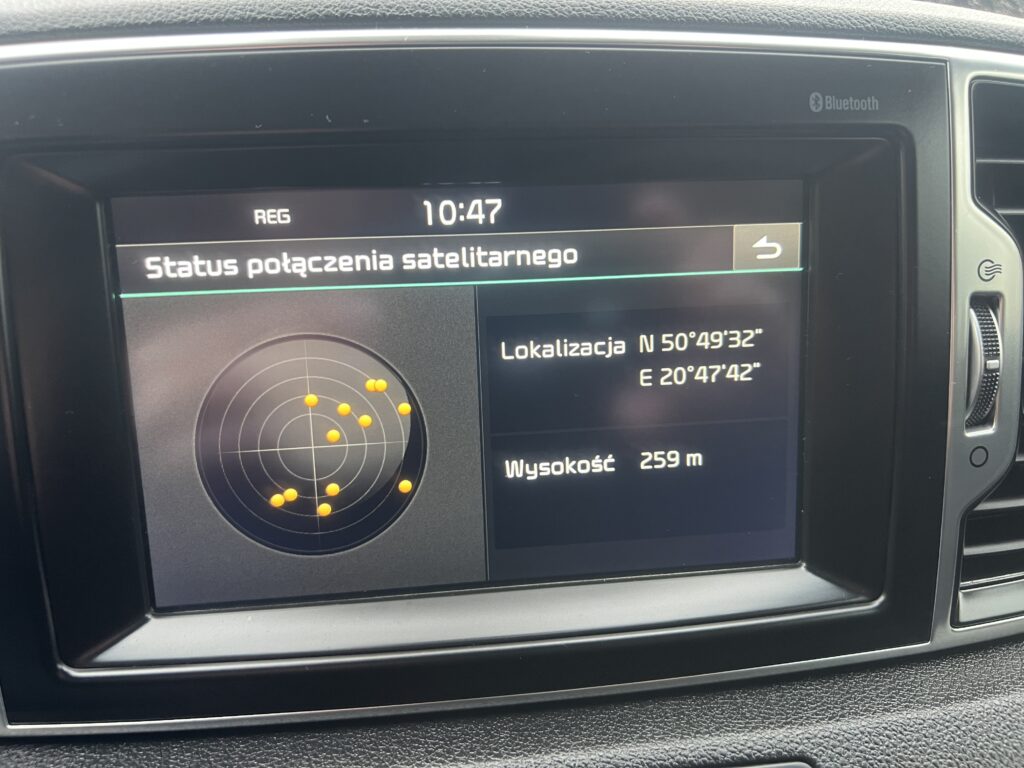 Bluetooth
REG 10:47
Status połączenia satelitarnego
Lokalizacja N 50°49'32"
E 20°47'42"
Wysokość 259 m